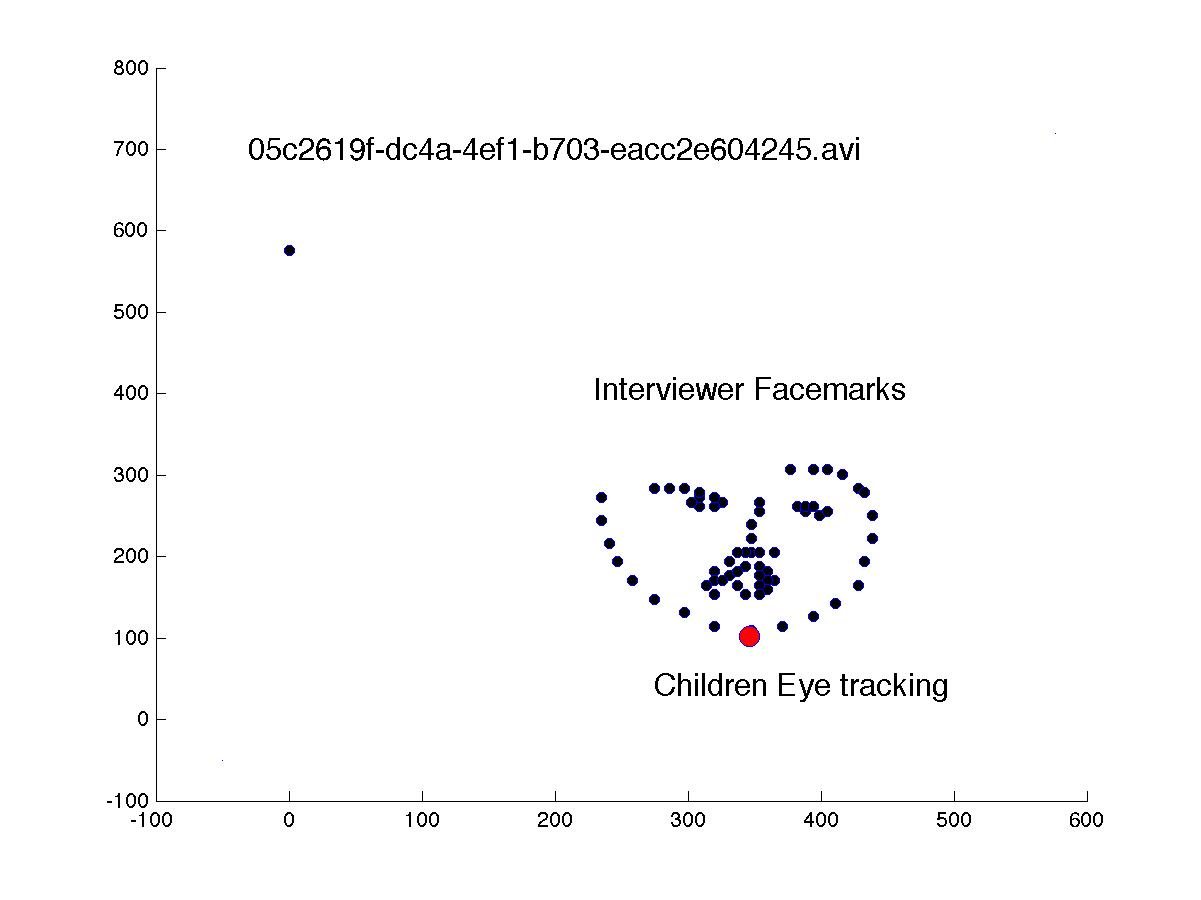 800
700
05c2619f-dc4a-4ef1-b703-eacc2e604245.avi
600
500
400
Interviewer Facemarks
300
200
100
Children Eye tracking
0
-100
-100 0 100 200 300 400 500 600